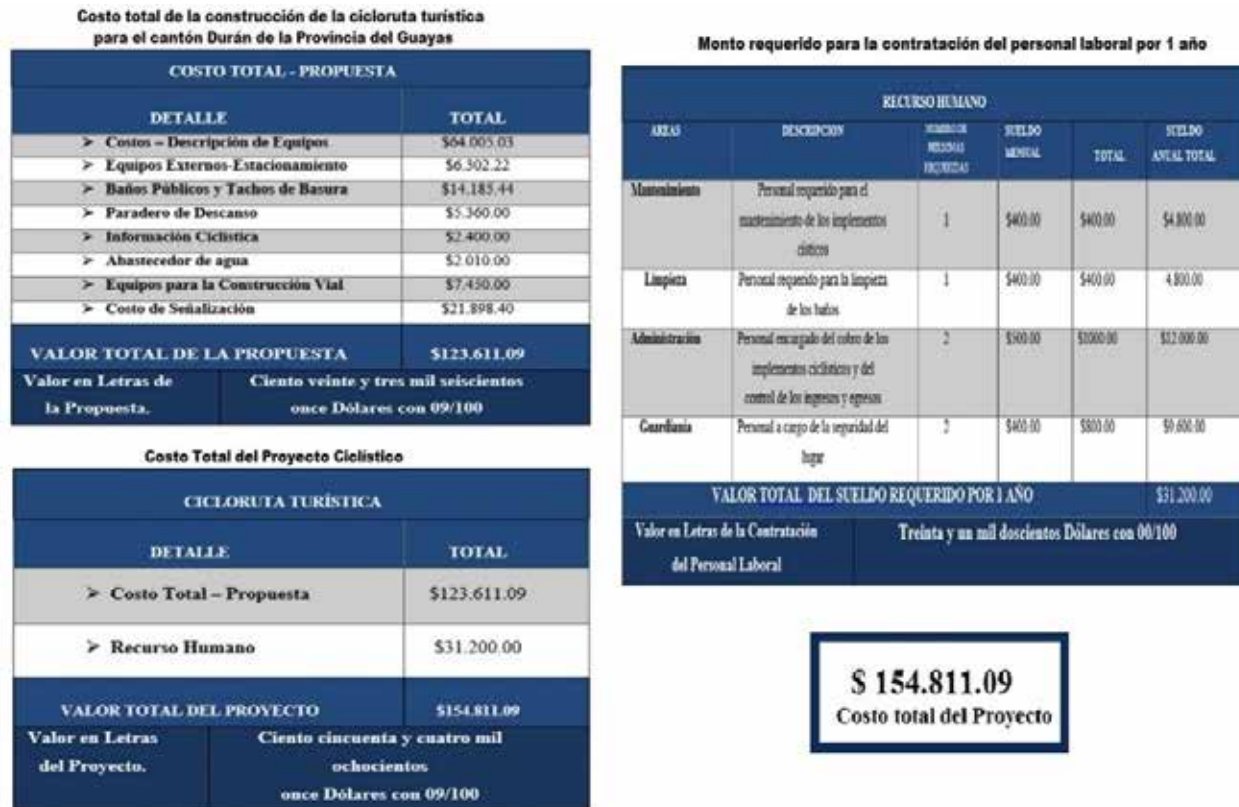 Costo total de la construcción de la cicloruta turística
para el cantón Durán de la Provincia del Guayas
COSTO TOTAL - PROPUESTA
DETALLE TOTAL
➢ Costos – Descripción de Equipos $64.005.03
➢ Equipos Externos-Estacionamiento $6.302.22
➢ Baños Públicos y Tachos de Basura $14.185.44
➢ Paradero de Descanso $5.360.00
➢ Información Ciclística $2.400.00
➢ Abastecedor de agua $2.010.00
➢ Equipos para la Construcción Vial $7.450.00
➢ Costo de Señalización $21.898.40
VALOR TOTAL DE LA PROPUESTA $123.611.09
Valor en Letras de Ciento veinte y tres mil seiscientos
la Propuesta. once Dólares con 09/100
Costo Total del Proyecto Ciclístico
CICLORUTA TURÍSTICA
DETALLE TOTAL
➢ Costo Total – Propuesta $123.611.09
➢ Recurso Humano $31.200.00
VALOR TOTAL DEL PROYECTO $154.811.09
Valor en Letras Ciento cincuenta y cuatro mil
del Proyecto. ochocientos
once Dólares con 09/100
Monto requerido para la contratación del personal laboral por 1 año
RECURSO HUMANO
AREAS DESCRIPCION NUMERO DE SUELDO SUELDO
PERSONAS MENSUAL TOTAL ANUAL TOTAL
REQUERIDAS
Mantenimiento Personal requerido para el
mantenimiento de los implementos 1 $400.00 $400.00 $4.800.00
Limpieza Personal requerido para la limpieza 1 $400.00 $400.00 4.800.00
de los baños
Administración Personal encargado del cobro de los 2 $500.00 $1000.00 $12.000.00
implementos ciclísticos y del
control de los ingresos y egresos
Guardianía Personal a cargo de la seguridad del 2 $400.00 $800.00 $9.600.00
lugar
VALOR TOTAL DEL SUELDO REQUERIDO POR 1 AÑO $31.200.00
Valor en Letras de la Contratación Treinta y un mil doscientos Dólares con 00/100
del Personal Laboral
$ 154.811.09
Costo total del Proyecto